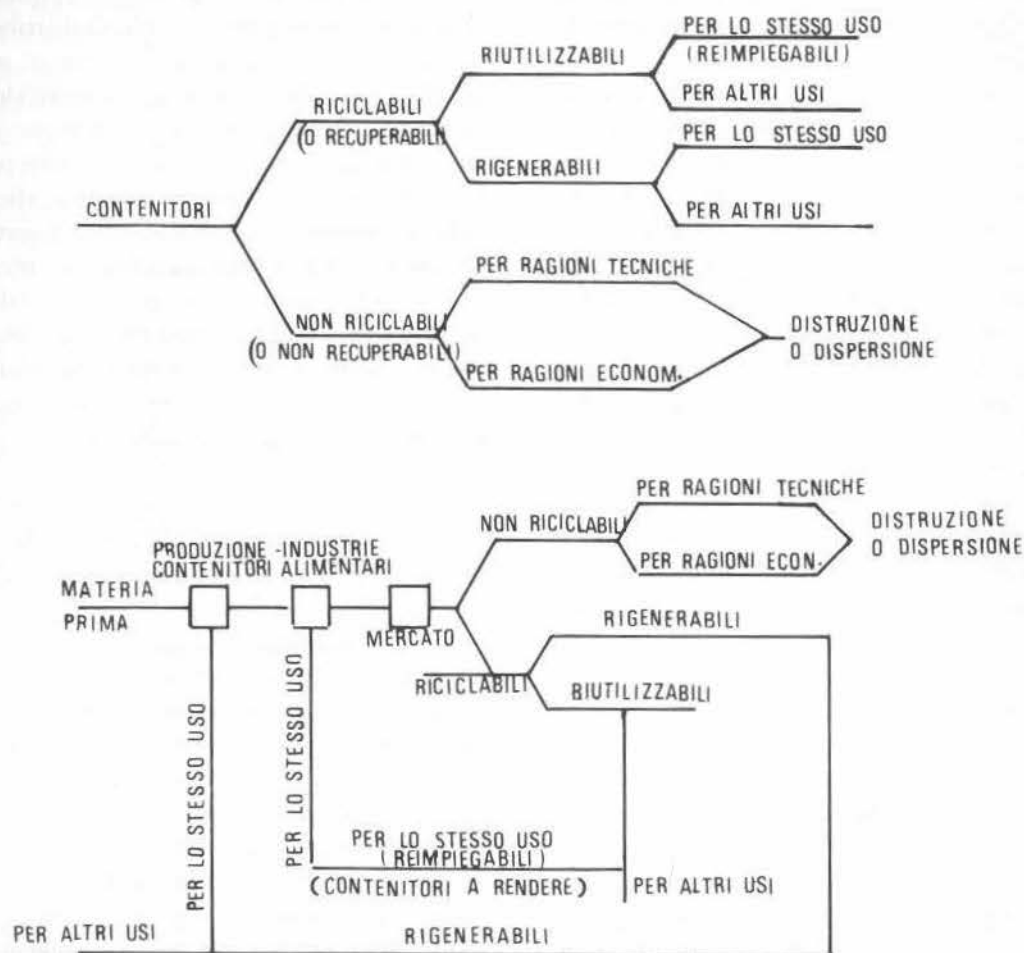 PER LO STESSO USO
(REIMPIEGABILI)
RIUTILIZZABILI
PER ALTRI USI
RICICLABILI
(O RECUPERABILI
PER LO STESSO USO
RIGENERABILI
CONTENITORI
PER ALTRI USI
PER RAGIONI TECNICHE
NON RICICLABILI
(O NON RECUPERABILI)
DISTRUZIONE
O DISPERSIONE
PER RAGIONI ECONOM.
PER RAGIONI TECNICHE
NON RICICLABILI
DISTRUZIONE
O DISPERSIONE
PER RAGIONI ECON.
PRODUZIONE - INDUSTRIE
CONTENITORI ALIMENTARI
MATERIA
PRIMA
MERCATO
RIGENERABILI
RICICLABILI
RIUTILIZZABILI
PER LO STESSO USO
PER LO STESSO USO
PER LO STESSO USO
(REIMPIEGABILI)
(CONTENITORI A RENDERE)
PER ALTRI USI
PER ALTRI USI
RIGENERABILI